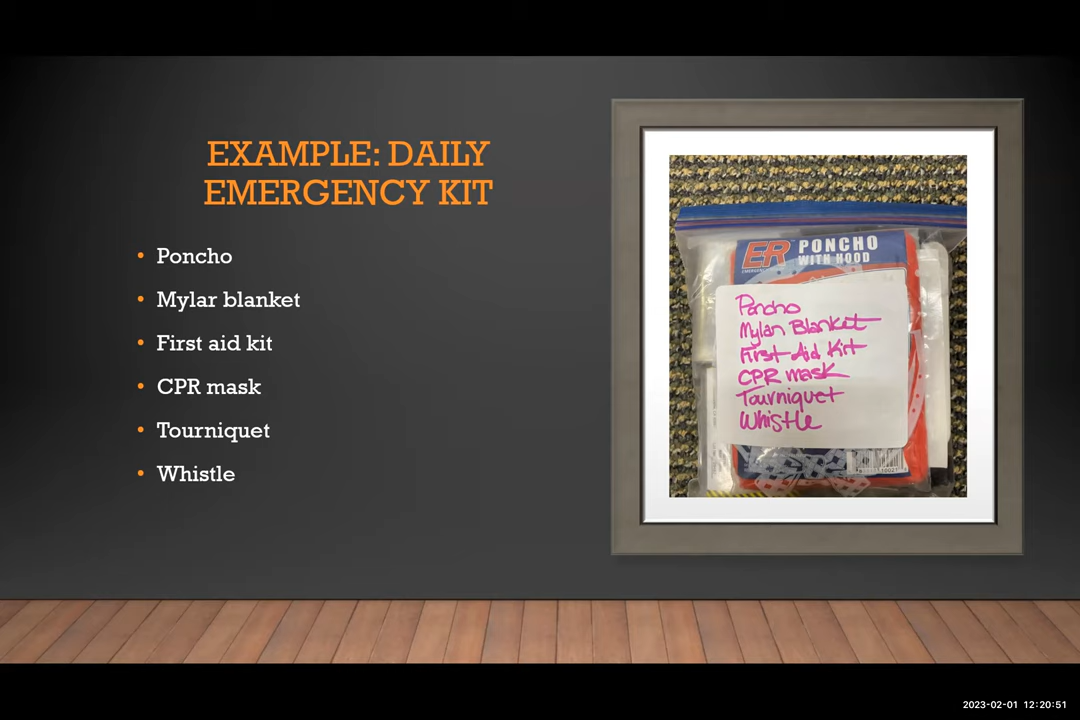 EXAMPLE: DAILY
EMERGENCY KIT
• Poncho
• Mylar blanket
• First aid kit
• CPR mask
• Tourniquet
• Whistle
ER PONCHO
WITH HOOD
Poncho
Mylan Blanket
First Aid Kit
CPR mask
Tourniquet
Whistle
2023-02-01 12:20:51